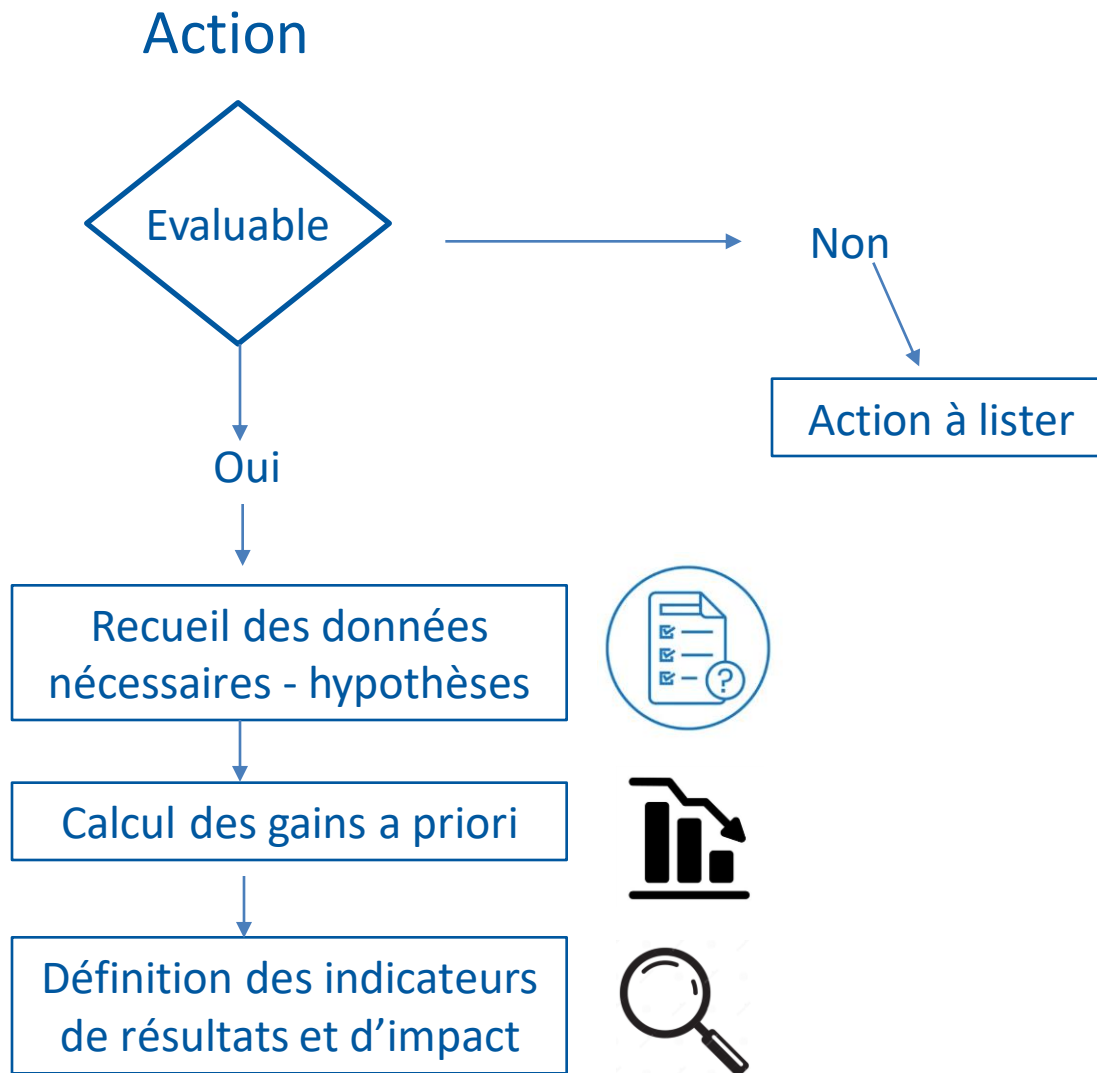 Action
Evaluable
Non
Action à lister
Oui
Recueil des données
nécessaires - hypothèses
?
Calcul des gains a priori
Définition des indicateurs
de résultats et d’impact